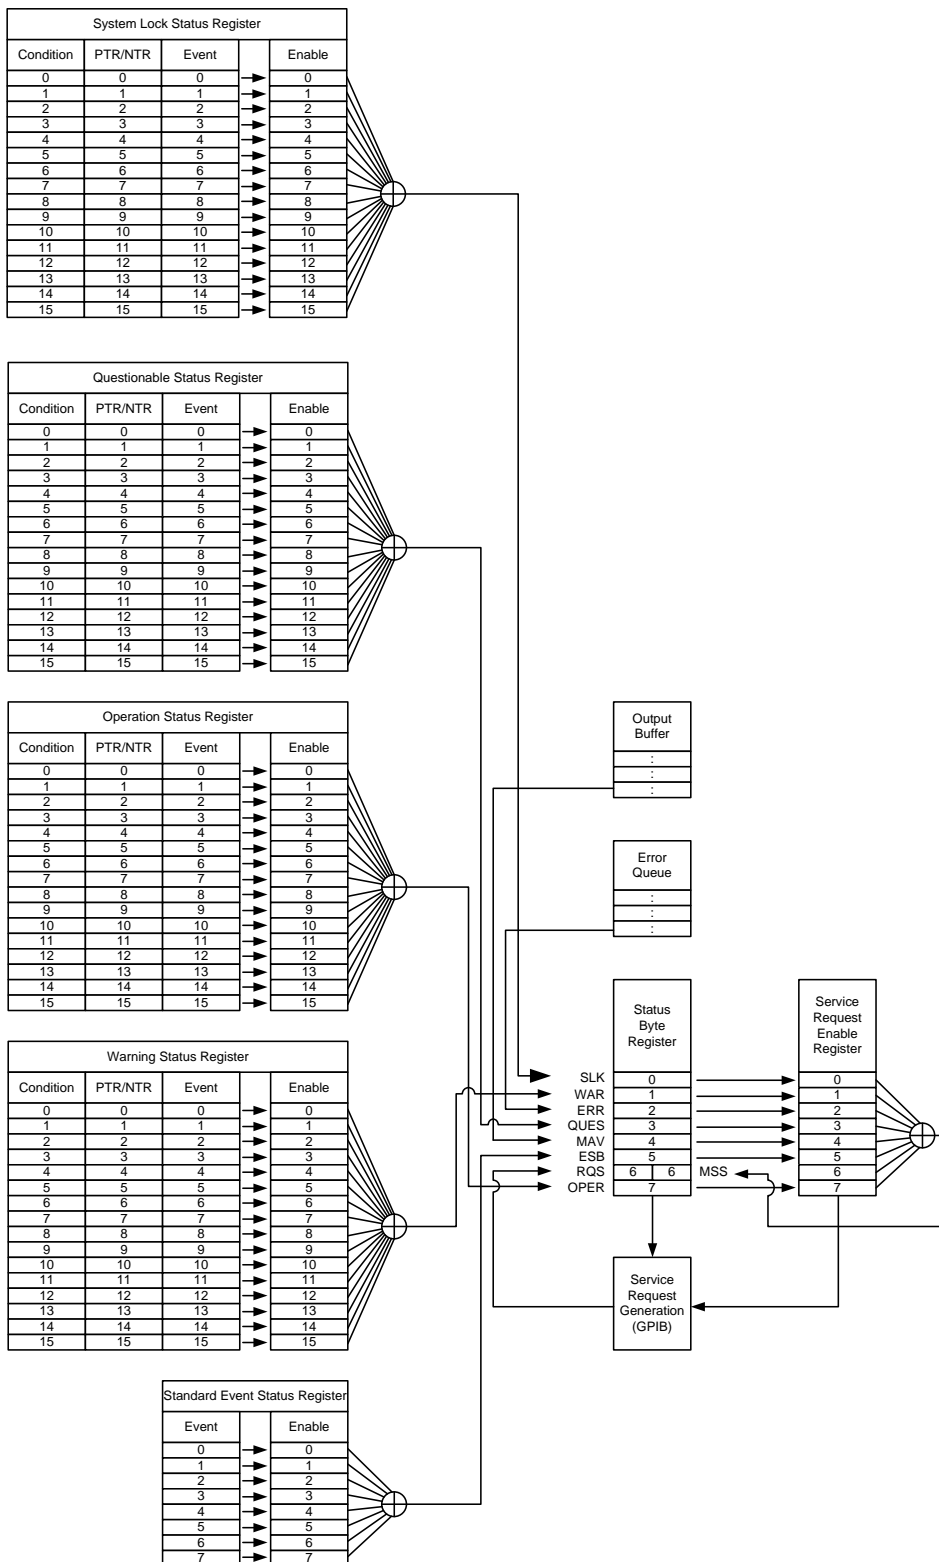 System Lock Status Register
Condition PTR/NTR Event Enable
0 0 0 0
1 1 1 1
2 2 2 2
3 3 3 3
4 4 4 4
5 5 5 5
6 6 6 6
7 7 7 7
8 8 8 8
9 9 9 9
10 10 10 10
11 11 11 11
12 12 12 12
13 13 13 13
14 14 14 14
15 15 15 15
Questionable Status Register
Condition PTR/NTR Event Enable
0 0 0 0
1 1 1 1
2 2 2 2
3 3 3 3
4 4 4 4
5 5 5 5
6 6 6 6
7 7 7 7
8 8 8 8
9 9 9 9
10 10 10 10
11 11 11 11
12 12 12 12
13 13 13 13
14 14 14 14
15 15 15 15
Operation Status Register
Condition PTR/NTR Event Enable
0 0 0 0
1 1 1 1
2 2 2 2
3 3 3 3
4 4 4 4
5 5 5 5
6 6 6 6
7 7 7 7
8 8 8 8
9 9 9 9
10 10 10 10
11 11 11 11
12 12 12 12
13 13 13 13
14 14 14 14
15 15 15 15
Output
Buffer
:
:
:
Error
Queue
:
:
:
Warning Status Register
Condition PTR/NTR Event Enable
0 0 0 0
1 1 1 1
2 2 2 2
3 3 3 3
4 4 4 4
5 5 5 5
6 6 6 6
7 7 7 7
8 8 8 8
9 9 9 9
10 10 10 10
11 11 11 11
12 12 12 12
13 13 13 13
14 14 14 14
15 15 15 15
Status
Byte
Register
Service
Request
Enable
Register
SLK 0 0
WAR 1 1
ERR 2 2
QUES 3 3
MAV 4 4
ESB 5 5
RQS 6 6 MSS 6
OPER 7 7
Service
Request
Generation
(GPIB)
Standard Event Status Register
Event Enable
0 0
1 1
2 2
3 3
4 4
5 5
6 6
7 7